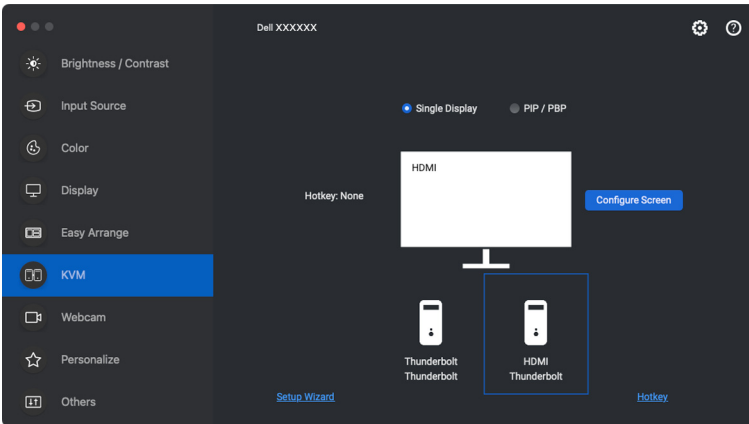 Dell XXXXXX
Brightness / Contrast
Input Source
Color
Display
Easy Arrange
KVM
Webcam
Personalize
Others
Single Display
PIP / PBP
HDMI
Hotkey: None
Configure Screen
Thunderbolt
Thunderbolt
HDMI
Thunderbolt
Setup Wizard
Hotkey